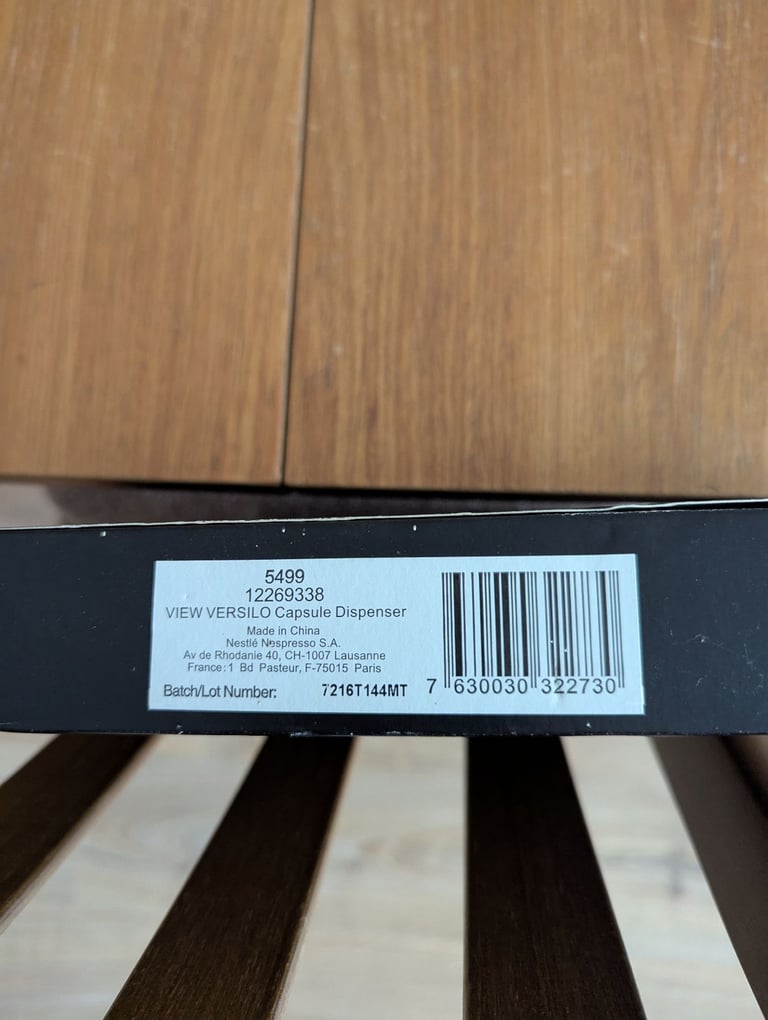 5499
12269338
VIEW VERSILO Capsule Dispenser
Made in China
Nestlé Nespresso S.A.
Av de Rhodanie 40, CH-1007 Lausanne
France: 1 Bd Pasteur, F-75015 Paris
Batch/Lot Number: 7216T144MT
7 630030 322730